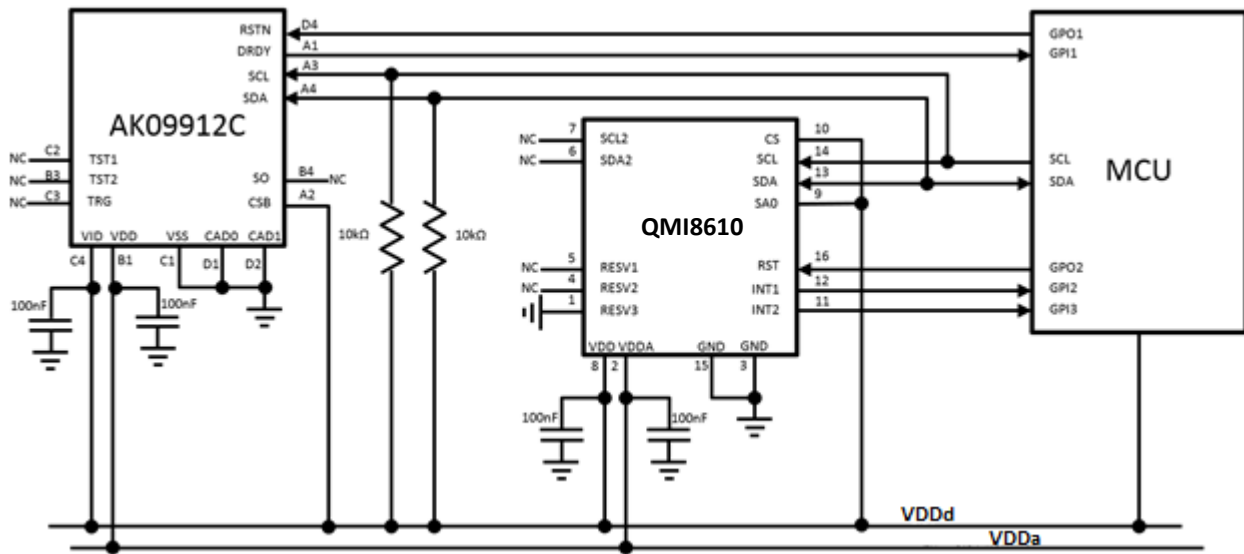 RSTN D4 GPO1
DRDY A1 GPI1
SCL A3
SDA A4
AK09912C
NC C2 TST1
NC B3 TST2
NC C3 TRG
SO B4 NC
CSB A2
VID VDD VSS CAD0 CAD1
C4 B1 C1 D1 D2
100nF 100nF
10kΩ 10kΩ
NC 7 SCL2 CS 10
NC 6 SDA2 SCL 14 SCL
SDA 13 SDA
SA0 9
MCU
QMI8610
NC 5 RESV1 RST 16 GPO2
NC 4 RESV2 INT1 12 GPI2
1 RESV3 INT2 11 GPI3
VDD VDDA GND GND
8 2 15 3
100nF 100nF
VDDd
VDDa